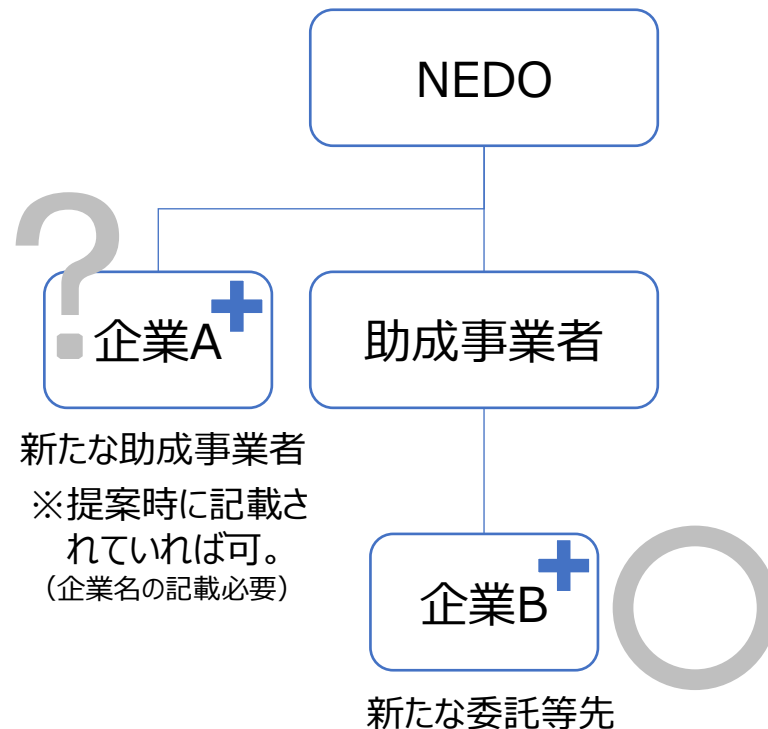 NEDO
?
企業A
助成事業者
新たな助成事業者
※提案時に記載さ
れていれば可。
（企業名の記載必要）
企業B
新たな委託等先